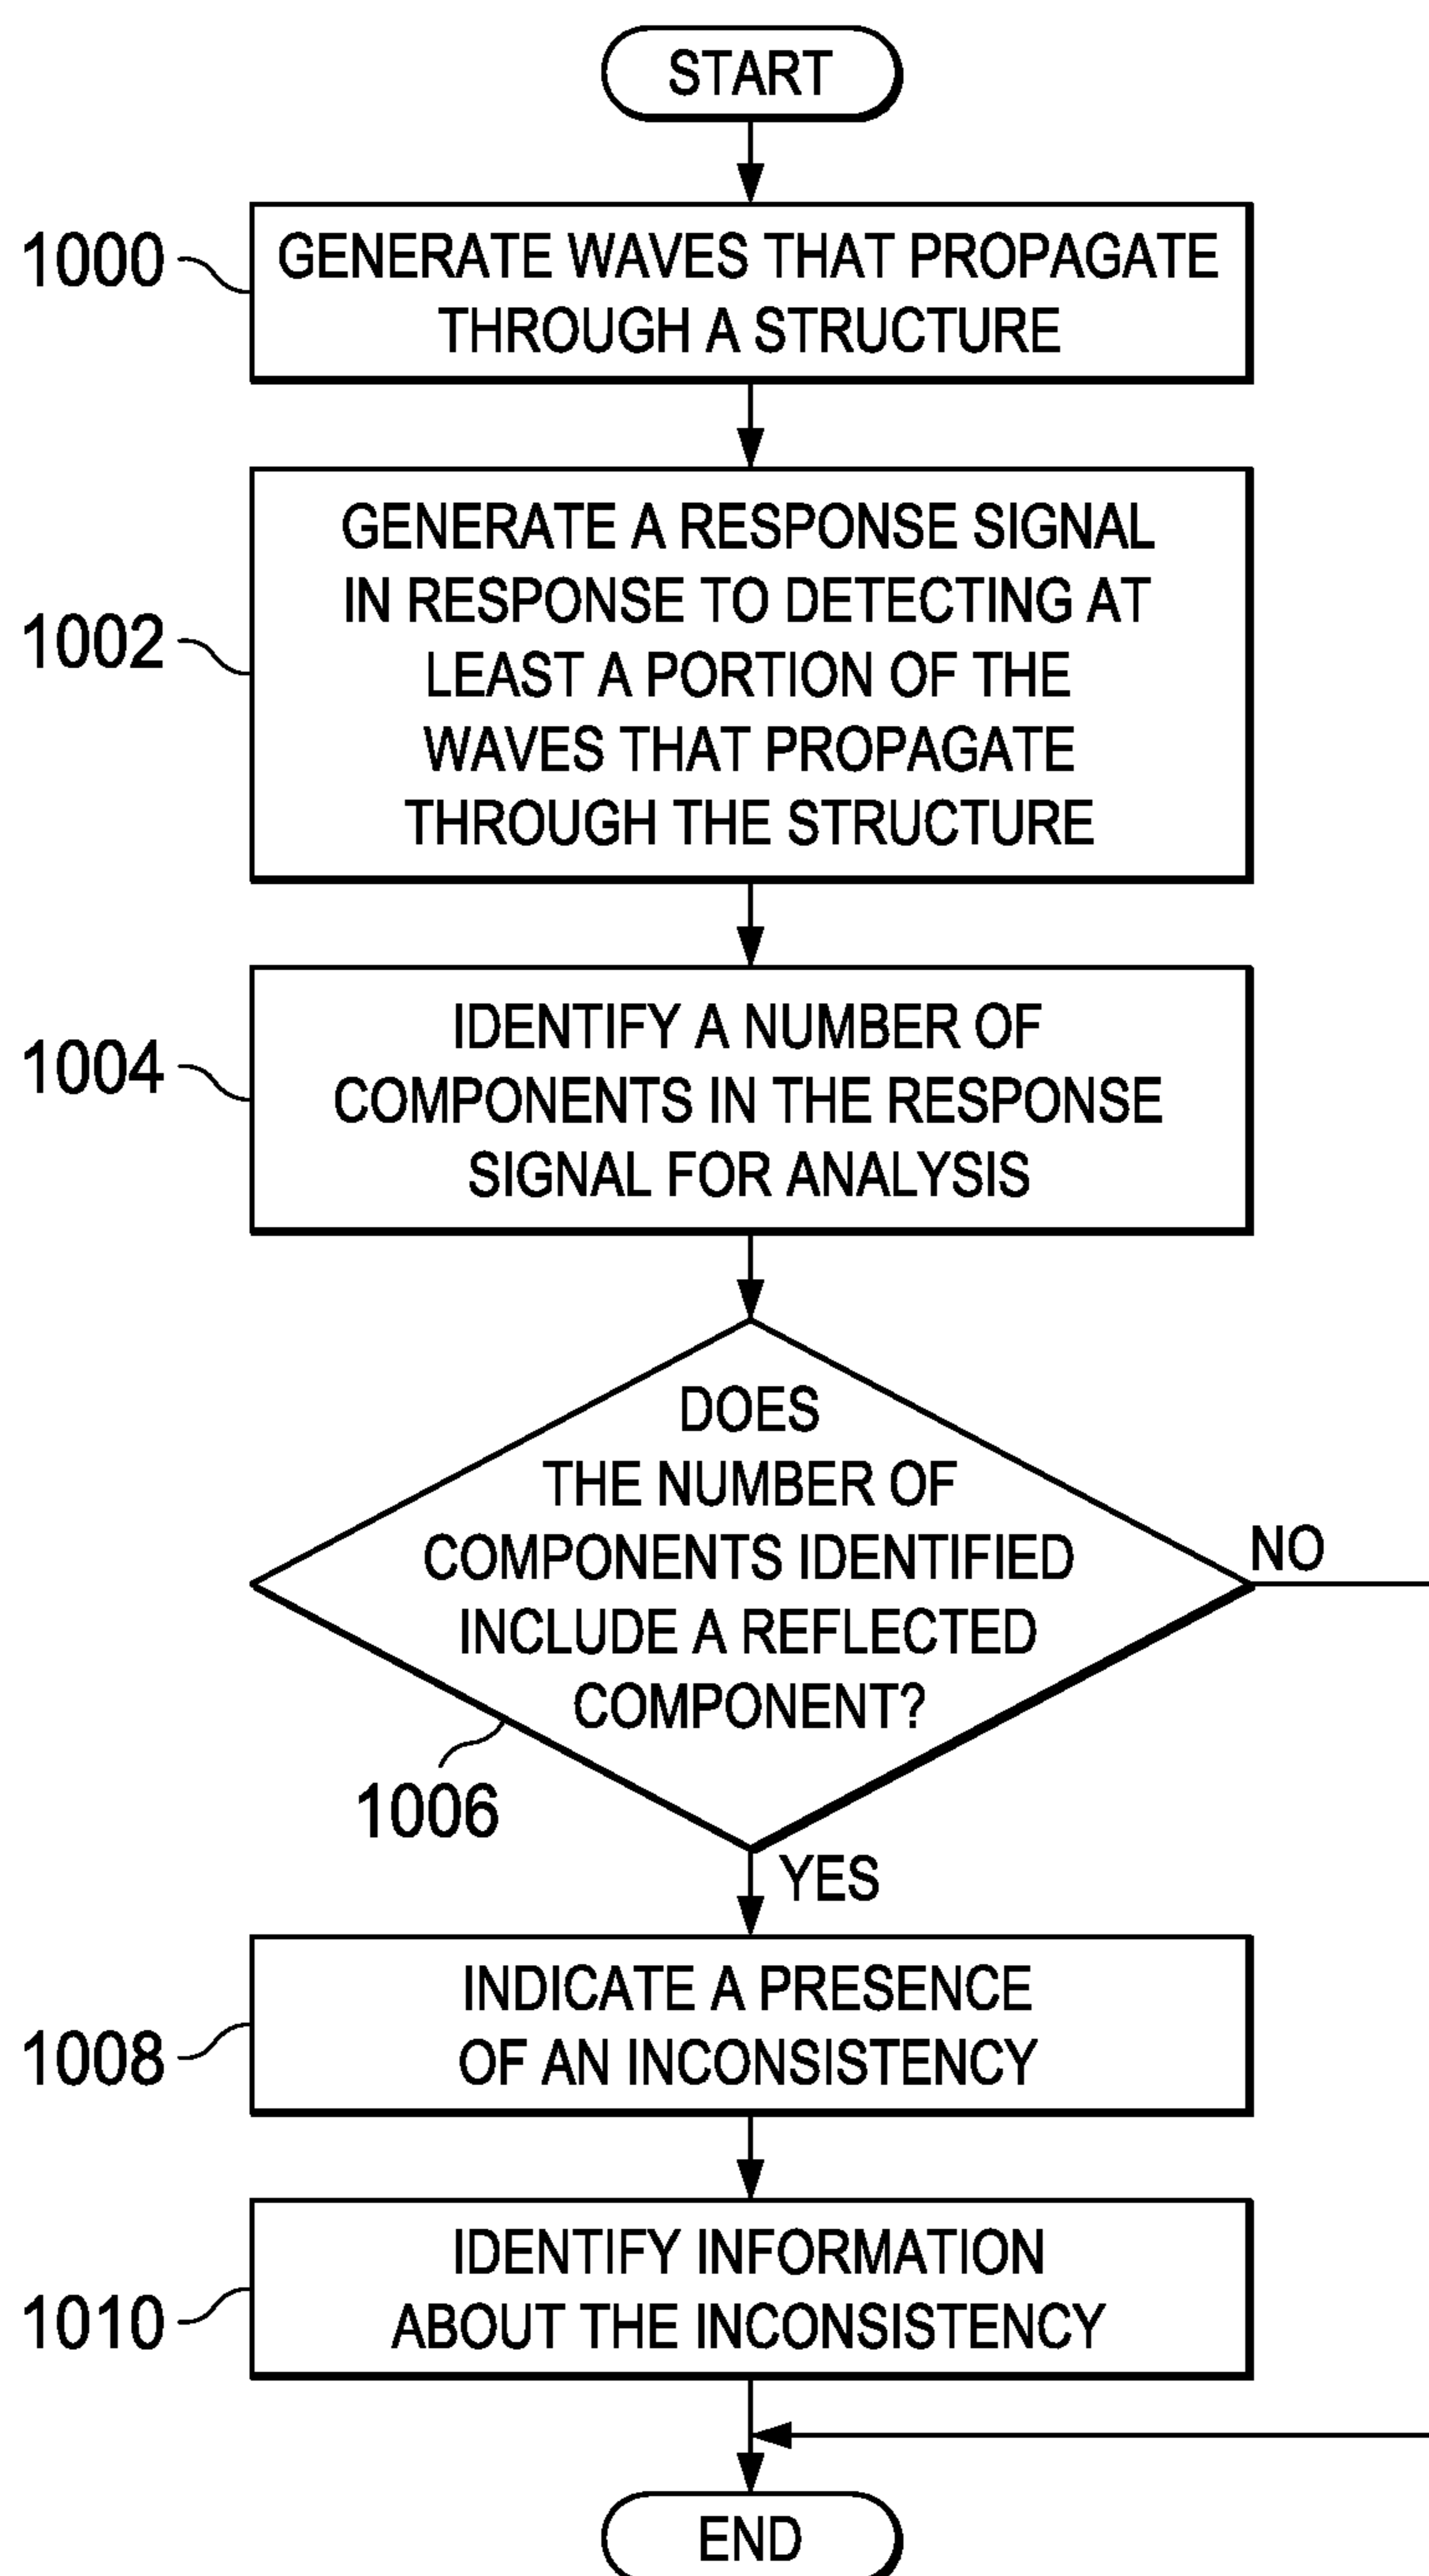 START
1000
GENERATE WAVES THAT PROPAGATE
THROUGH A STRUCTURE
1002
GENERATE A RESPONSE SIGNAL
IN RESPONSE TO DETECTING AT
LEAST A PORTION OF THE
WAVES THAT PROPAGATE
THROUGH THE STRUCTURE
1004
IDENTIFY A NUMBER OF
COMPONENTS IN THE RESPONSE
SIGNAL FOR ANALYSIS
DOES
THE NUMBER OF
COMPONENTS IDENTIFIED
INCLUDE A REFLECTED
COMPONENT?
NO
1006
YES
1008
INDICATE A PRESENCE
OF AN INCONSISTENCY
1010
IDENTIFY INFORMATION
ABOUT THE INCONSISTENCY
END